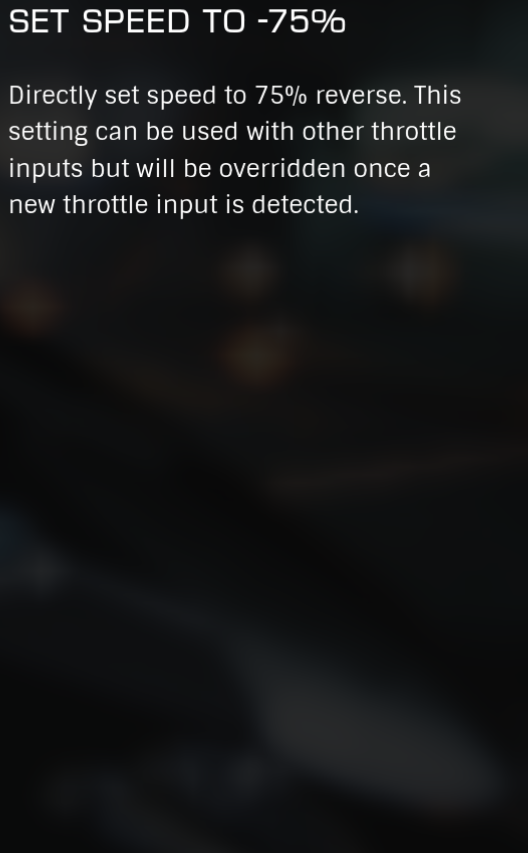 SET SPEED TO -75%
Directly set speed to 75% reverse. This
setting can be used with other throttle
inputs but will be overridden once a
new throttle input is detected.